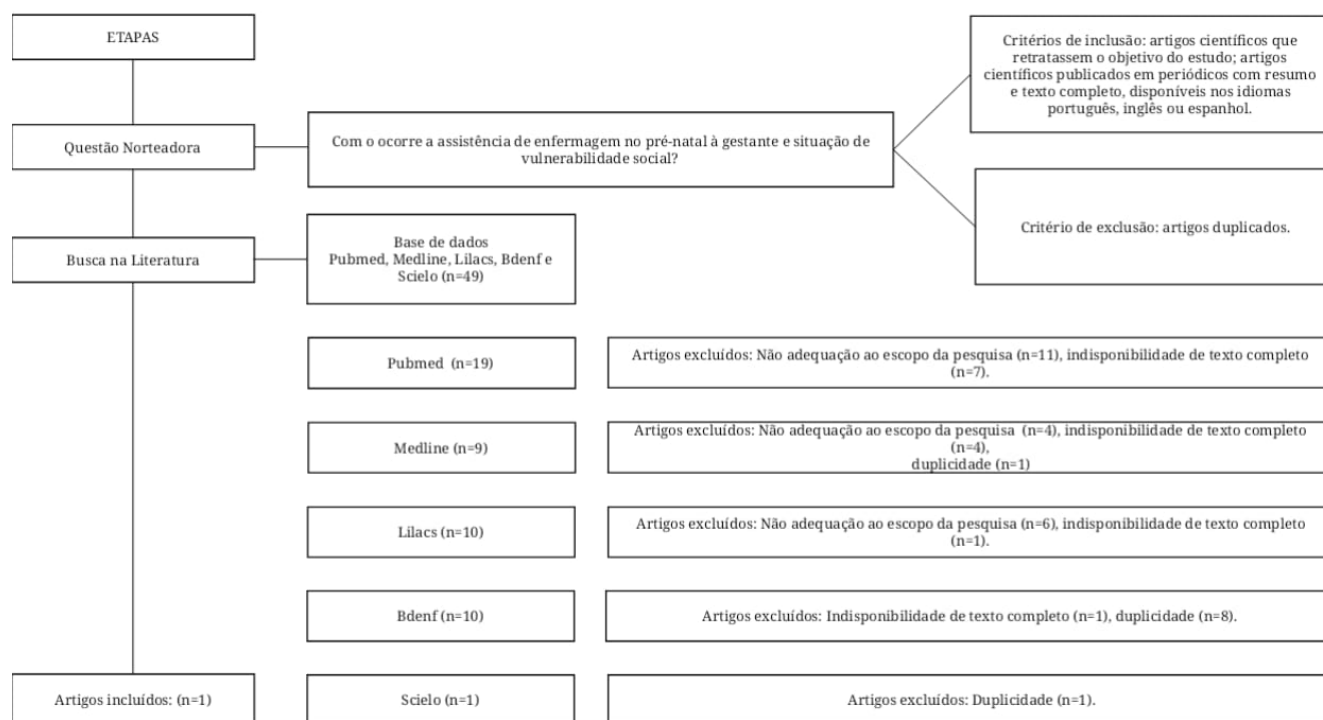 ETAPAS
Critérios de inclusão: artigos científicos que
retratassem o objetivo do estudo; artigos
científicos publicados em periódicos com resumo
e texto completo, disponíveis nos idiomas
português, inglês ou espanhol.
Questão Norteadora
Com o ocorre a assistência de enfermagem no pré-natal à gestante e situação de
vulnerabilidade social?
Critério de exclusão: artigos duplicados.
Busca na Literatura
Base de dados
Pubmed, Medline, Lilacs, Bdenf e
Scielo (n=49)
Pubmed (n=19)
Artigos excluídos: Não adequação ao escopo da pesquisa (n=11), indisponibilidade de texto completo
(n=7).
Medline (n=9)
Artigos excluídos: Não adequação ao escopo da pesquisa (n=4), indisponibilidade de texto completo
(n=4),
duplicidade (n=1)
Lilacs (n=10)
Artigos excluídos: Não adequação ao escopo da pesquisa (n=6), indisponibilidade de texto completo
(n=1).
Bdenf (n=10)
Artigos excluídos: Indisponibilidade de texto completo (n=1), duplicidade (n=8).
Artigos incluídos: (n=1)
Scielo (n=1)
Artigos excluídos: Duplicidade (n=1).